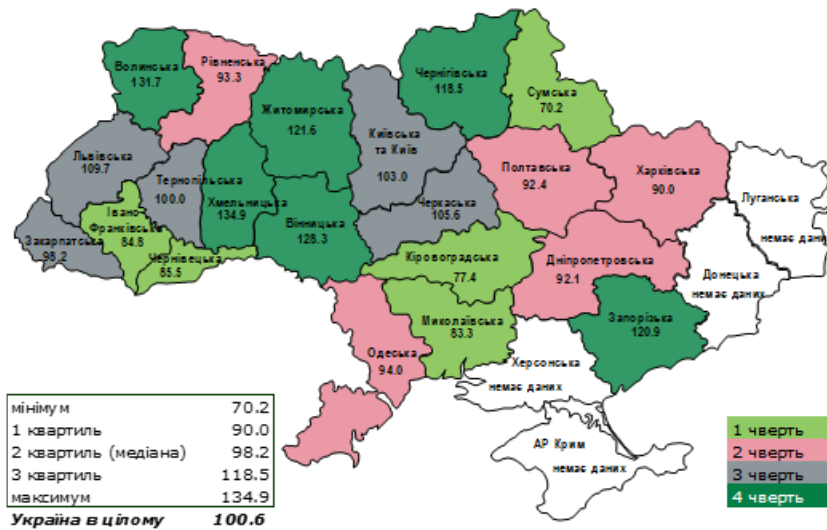 Волинська
131.7
Рівненська
93.3
Житомирська
121.6
Київська
та Київ
103.0
Чернігівська
118.5
Сумська
70.2
Львівська
109.7
Тернопільська
100.0
Хмельницька
134.9
Вінницька
128.3
Черкаська
105.6
Полтавська
92.4
Харківська
90.0
Луганська
немає даних
Івано-
Франківська
84.8
Закарпатська
98.2
Чернівецька
85.5
Кіровоградська
77.4
Дніпропетровська
92.1
Донецька
немає даних
Миколаївська
83.3
Запорізька
120.9
Одеська
94.0
Херсонська
немає даних
АР Крим
немає даних
мінімум 70.2
1 квартиль 90.0
2 квартиль (медіана) 98.2
3 квартиль 118.5
максимум 134.9
Україна в цілому 100.6
1 чверть
2 чверть
3 чверть
4 чверть